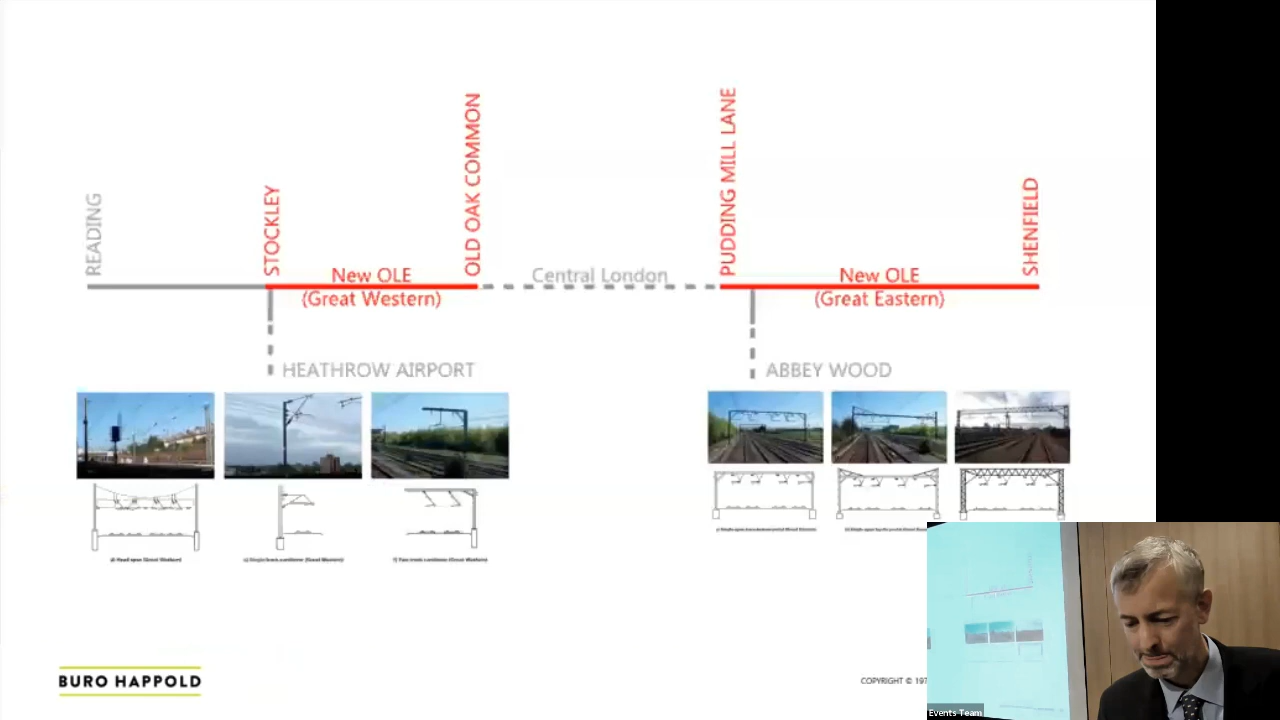 READING
STOCKLEY
OLD OAK COMMON
PUDDING MILL LANE
SHENFIELD
New OLE
(Great Western)
Central London
New OLE
(Great Eastern)
HEATHROW AIRPORT
ABBEY WOOD
BURO HAPPOLD
COPYRIGHT © 197
Events Team